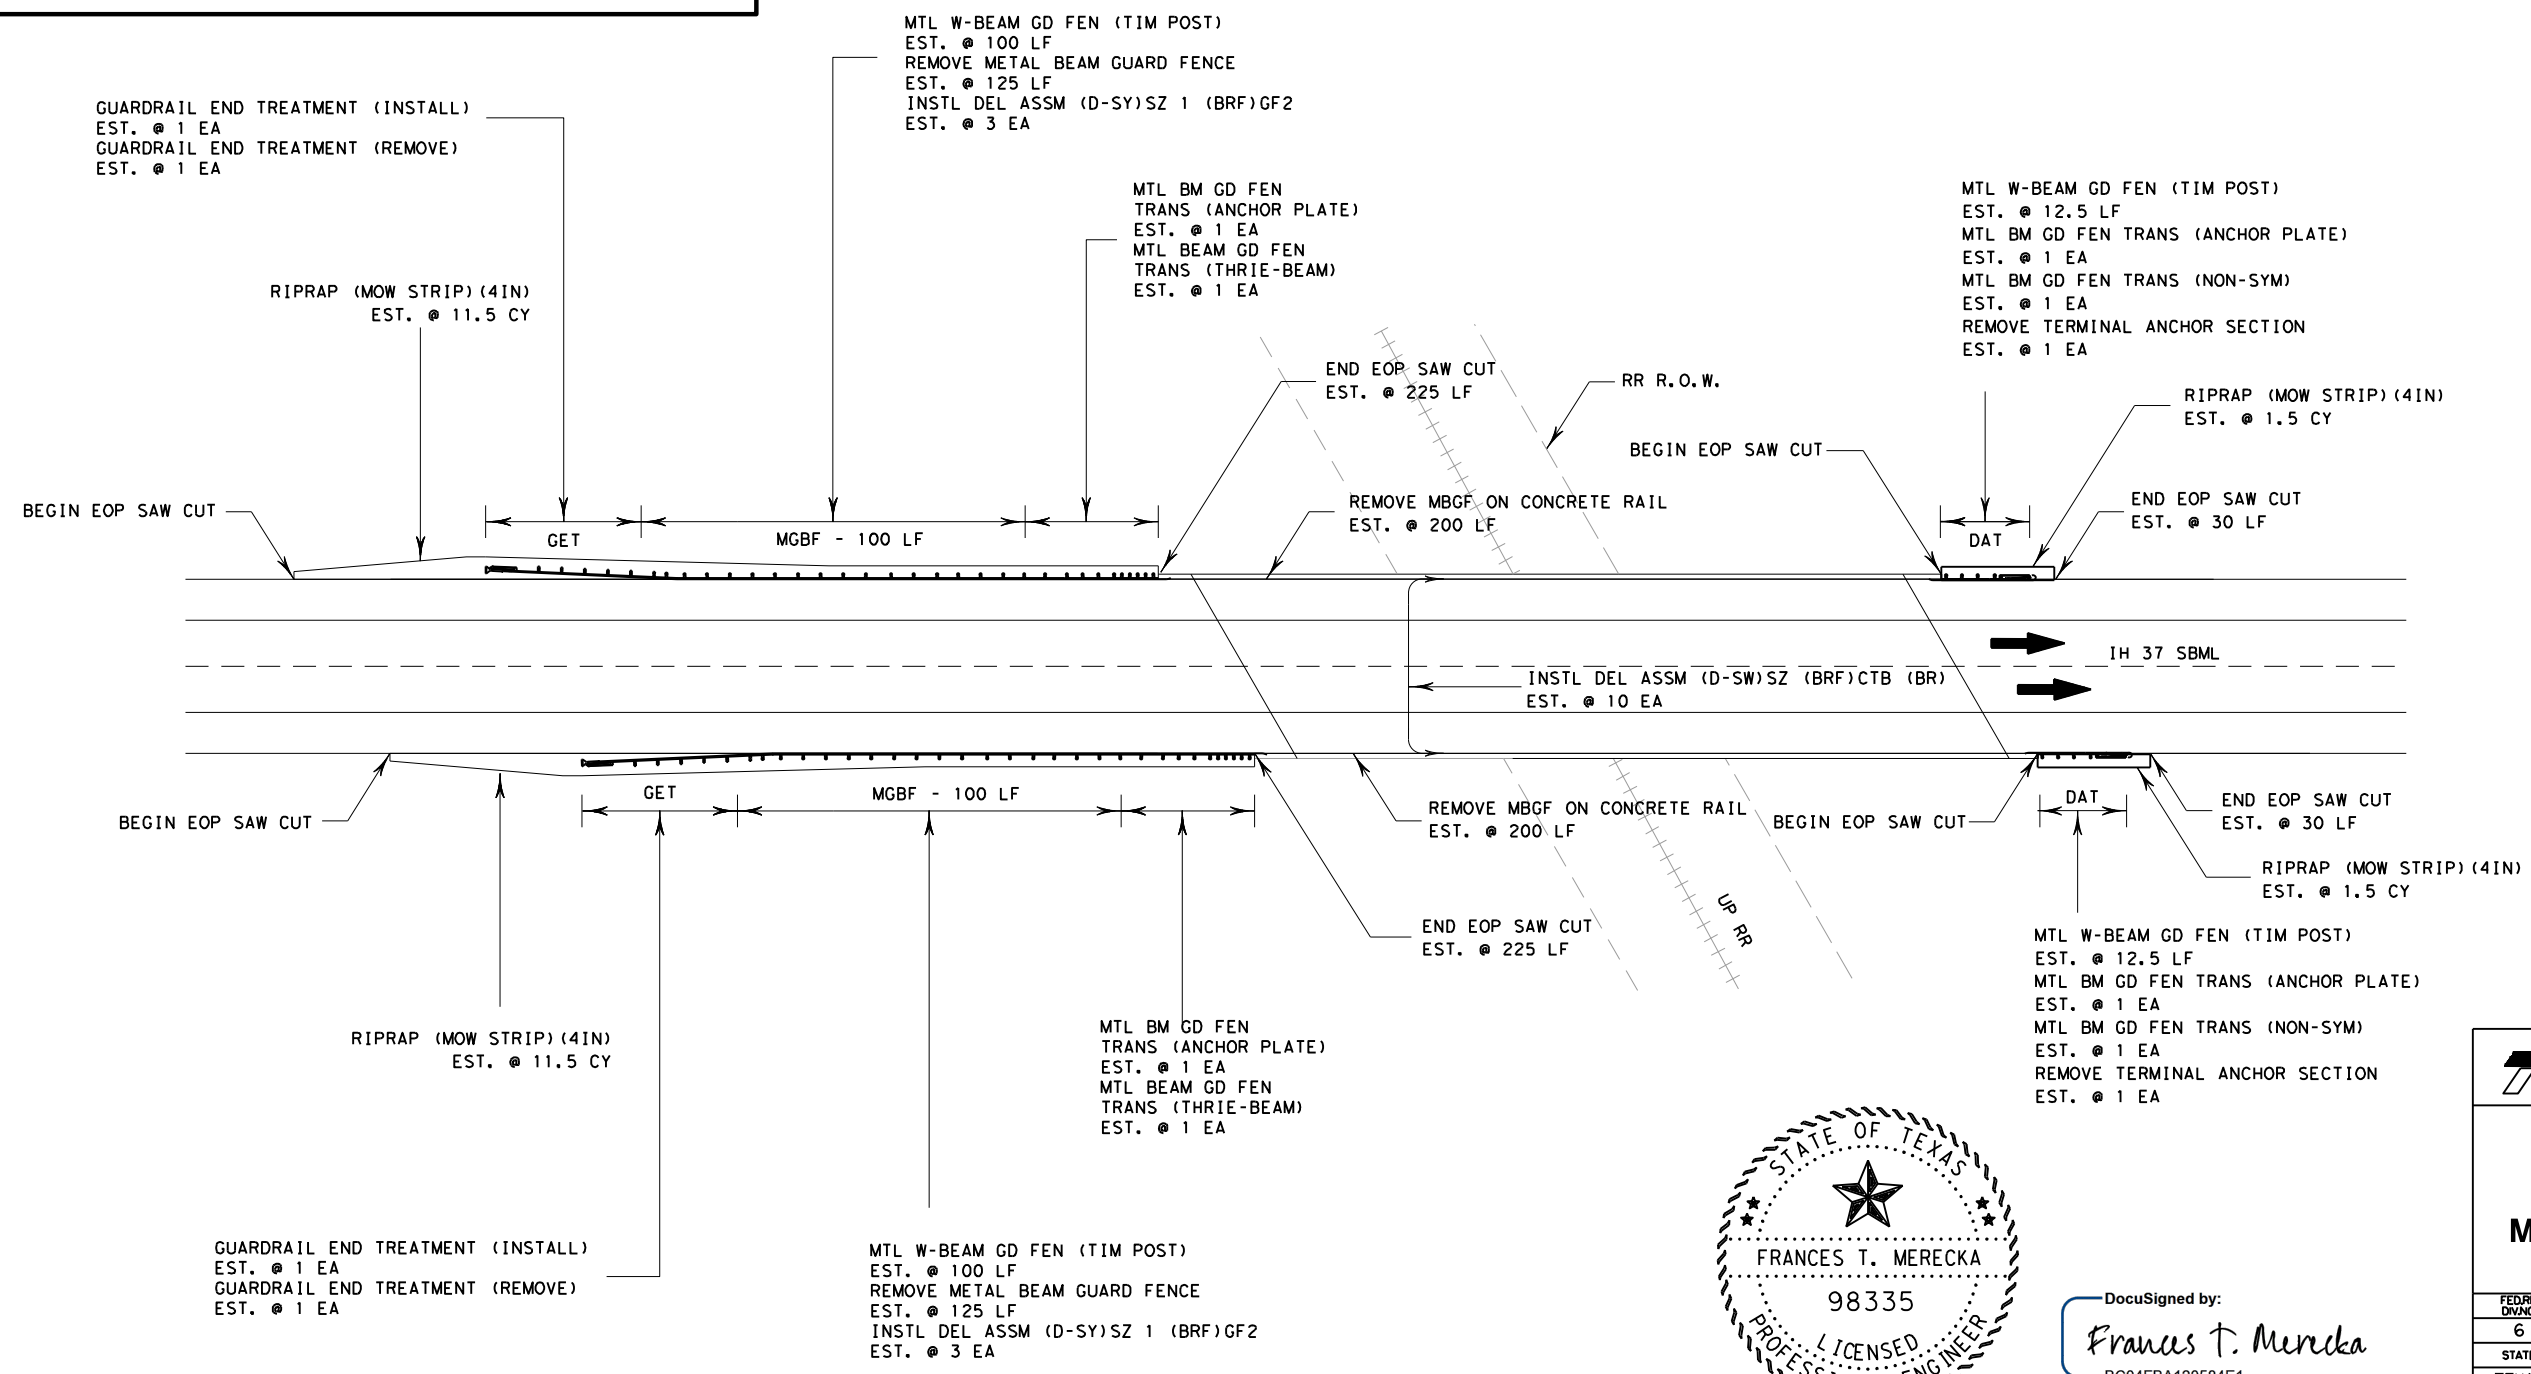 MTL W-BEAM GD FEN (TIM POST)
EST. @ 100 LF
REMOVE METAL BEAM GUARD FENCE
EST. @ 125 LF
INSTL DEL ASSM (D-SY)SZ 1 (BRF)GF2
EST. @ 3 EA
GUARDRAIL END TREATMENT (INSTALL)
EST. @ 1 EA
GUARDRAIL END TREATMENT (REMOVE)
EST. @ 1 EA
MTL BM GD FEN
TRANS (ANCHOR PLATE)
EST. @ 1 EA
MTL BEAM GD FEN
TRANS (THRIE-BEAM)
EST. @ 1 EA
MTL W-BEAM GD FEN (TIM POST)
EST. @ 12.5 LF
MTL BM GD FEN TRANS (ANCHOR PLATE)
EST. @ 1 EA
MTL BM GD FEN TRANS (NON-SYM)
EST. @ 1 EA
REMOVE TERMINAL ANCHOR SECTION
EST. @ 1 EA
RIPRAP (MOW STRIP)(4IN)
EST. @ 11.5 CY
END EOP SAW CUT
EST. @ 225 LF
RR R.O.W.
RIPRAP (MOW STRIP)(4IN)
EST. @ 1.5 CY
BEGIN EOP SAW CUT
BEGIN EOP SAW CUT
REMOVE MBGF ON CONCRETE RAIL
EST. @ 200 LF
END EOP SAW CUT
EST. @ 30 LF
GET
MGBF - 100 LF
DAT
IH 37 SBML
INSTL DEL ASSM (D-SW)SZ (BRF)CTB (BR)
EST. @ 10 EA
GET
MGBF - 100 LF
DAT
BEGIN EOP SAW CUT
REMOVE MBGF ON CONCRETE RAIL
EST. @ 200 LF
BEGIN EOP SAW CUT
END EOP SAW CUT
EST. @ 30 LF
RIPRAP (MOW STRIP)(4IN)
EST. @ 1.5 CY
UP RR
END EOP SAW CUT
EST. @ 225 LF
MTL W-BEAM GD FEN (TIM POST)
EST. @ 12.5 LF
MTL BM GD FEN TRANS (ANCHOR PLATE)
EST. @ 1 EA
MTL BM GD FEN TRANS (NON-SYM)
EST. @ 1 EA
REMOVE TERMINAL ANCHOR SECTION
EST. @ 1 EA
RIPRAP (MOW STRIP)(4IN)
EST. @ 11.5 CY
MTL BM GD FEN
TRANS (ANCHOR PLATE)
EST. @ 1 EA
MTL BEAM GD FEN
TRANS (THRIE-BEAM)
EST. @ 1 EA
GUARDRAIL END TREATMENT (INSTALL)
EST. @ 1 EA
GUARDRAIL END TREATMENT (REMOVE)
EST. @ 1 EA
MTL W-BEAM GD FEN (TIM POST)
EST. @ 100 LF
REMOVE METAL BEAM GUARD FENCE
EST. @ 125 LF
INSTL DEL ASSM (D-SY)SZ 1 (BRF)GF2
EST. @ 3 EA
STATE OF TEXAS
FRANCES T. MERECKA
98335
LICENSED
DocuSigned by:
Frances T. Merecka
M
6